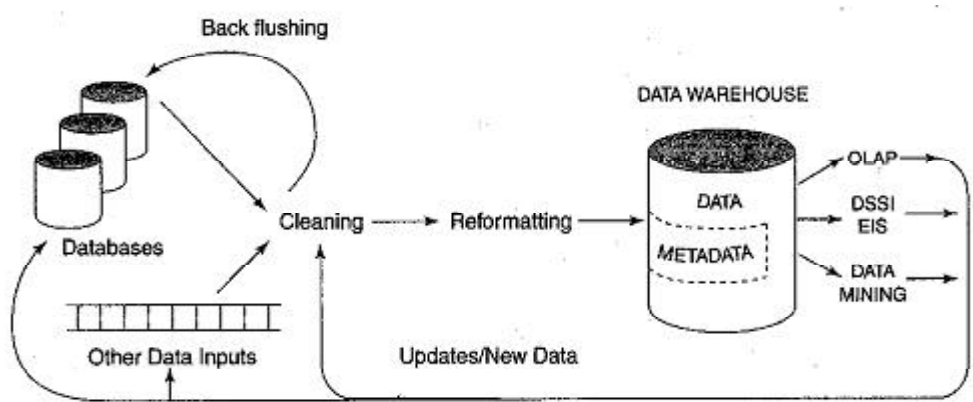 Back flushing
DATA WAREHOUSE
OLAP
DATA
DSSI
EIS
Cleaning
Reformatting
METADATA
Databases
DATA
MINING
Other Data Inputs
Updates/New Data